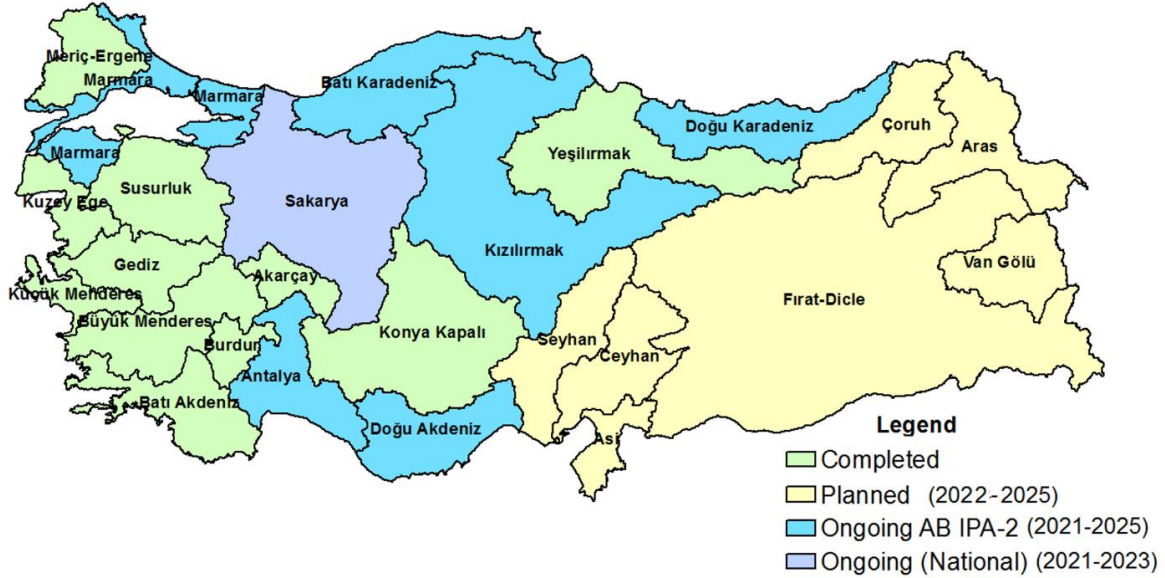 Meriç-Ergene
Marmara
Marmara
Batı Karadeniz
Marmara
Doğu Karadeniz
Çoruh
Aras
Yeşilırmak
Susurluk
Kuzey Ege
Sakarya
Kızılırmak
Gediz
Akarçay
Van Gölü
Küçük Menderes
Fırat-Dicle
Büyük Menderes
Konya Kapalı
Seyhan
Burdur
Ceyhan
Antalya
Batı Akdeniz
Doğu Akdeniz
Asi
Legend
Completed
Planned (2022-2025)
Ongoing AB IPA-2 (2021-2025)
Ongoing (National) (2021-2023)